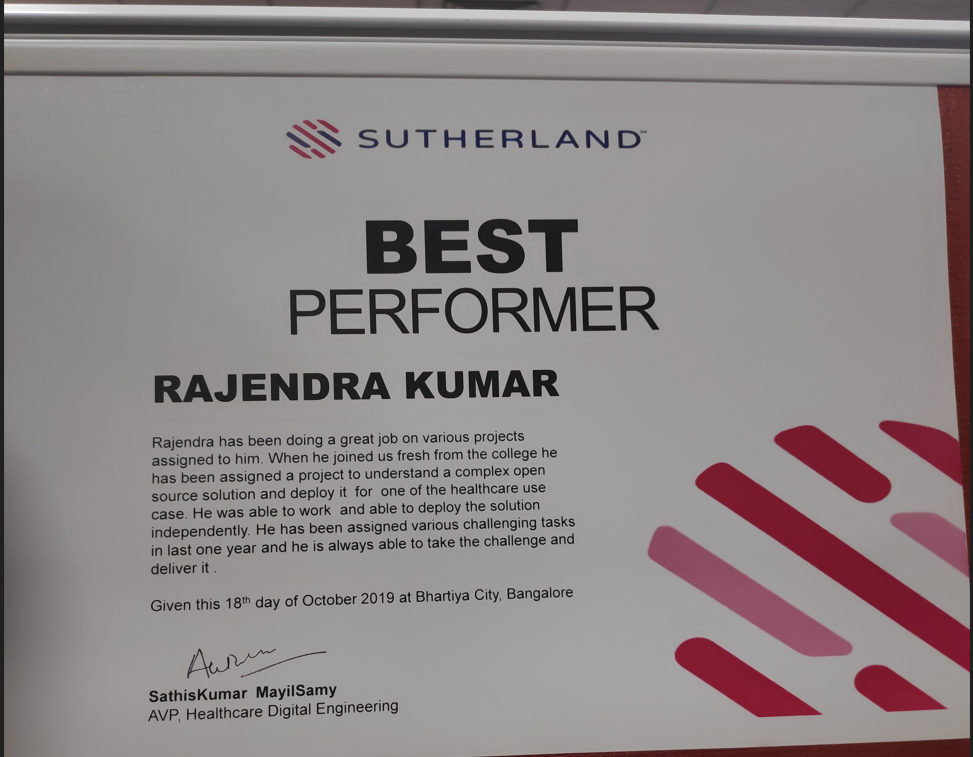 SUTHERLAND™
BEST
PERFORMER
RAJENDRA KUMAR
Rajendra has been doing a great job on various projects
assigned to him. When he joined us fresh from the college he
has been assigned a project to understand a complex open
source solution and deploy it for one of the healthcare use
case. He was able to work and able to deploy the solution
independently. He has been assigned various challenging tasks
in last one year and he is always able to take the challenge and
deliver it .
Given this 18th day of October 2019 at Bhartiya City, Bangalore
SathisKumar MayilSamy
AVP, Healthcare Digital Engineering